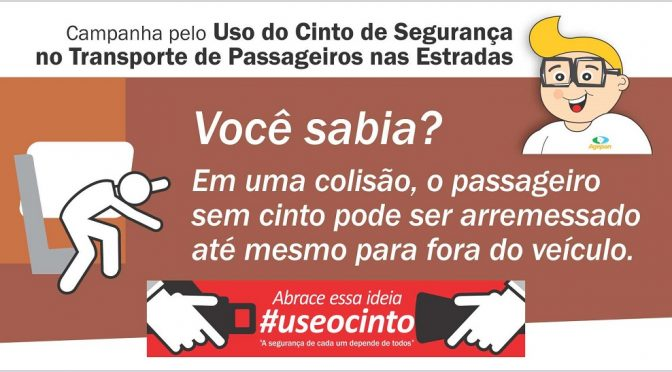 Campanha pelo Uso do Cinto de Segurança
no Transporte de Passageiros nas Estradas
Agepan
Você sabia?
Em uma colisão, o passageiro
sem cinto pode ser arremessado
até mesmo para fora do veículo.
Abrace essa ideia
#useocinto
"A segurança de cada um depende de todos"